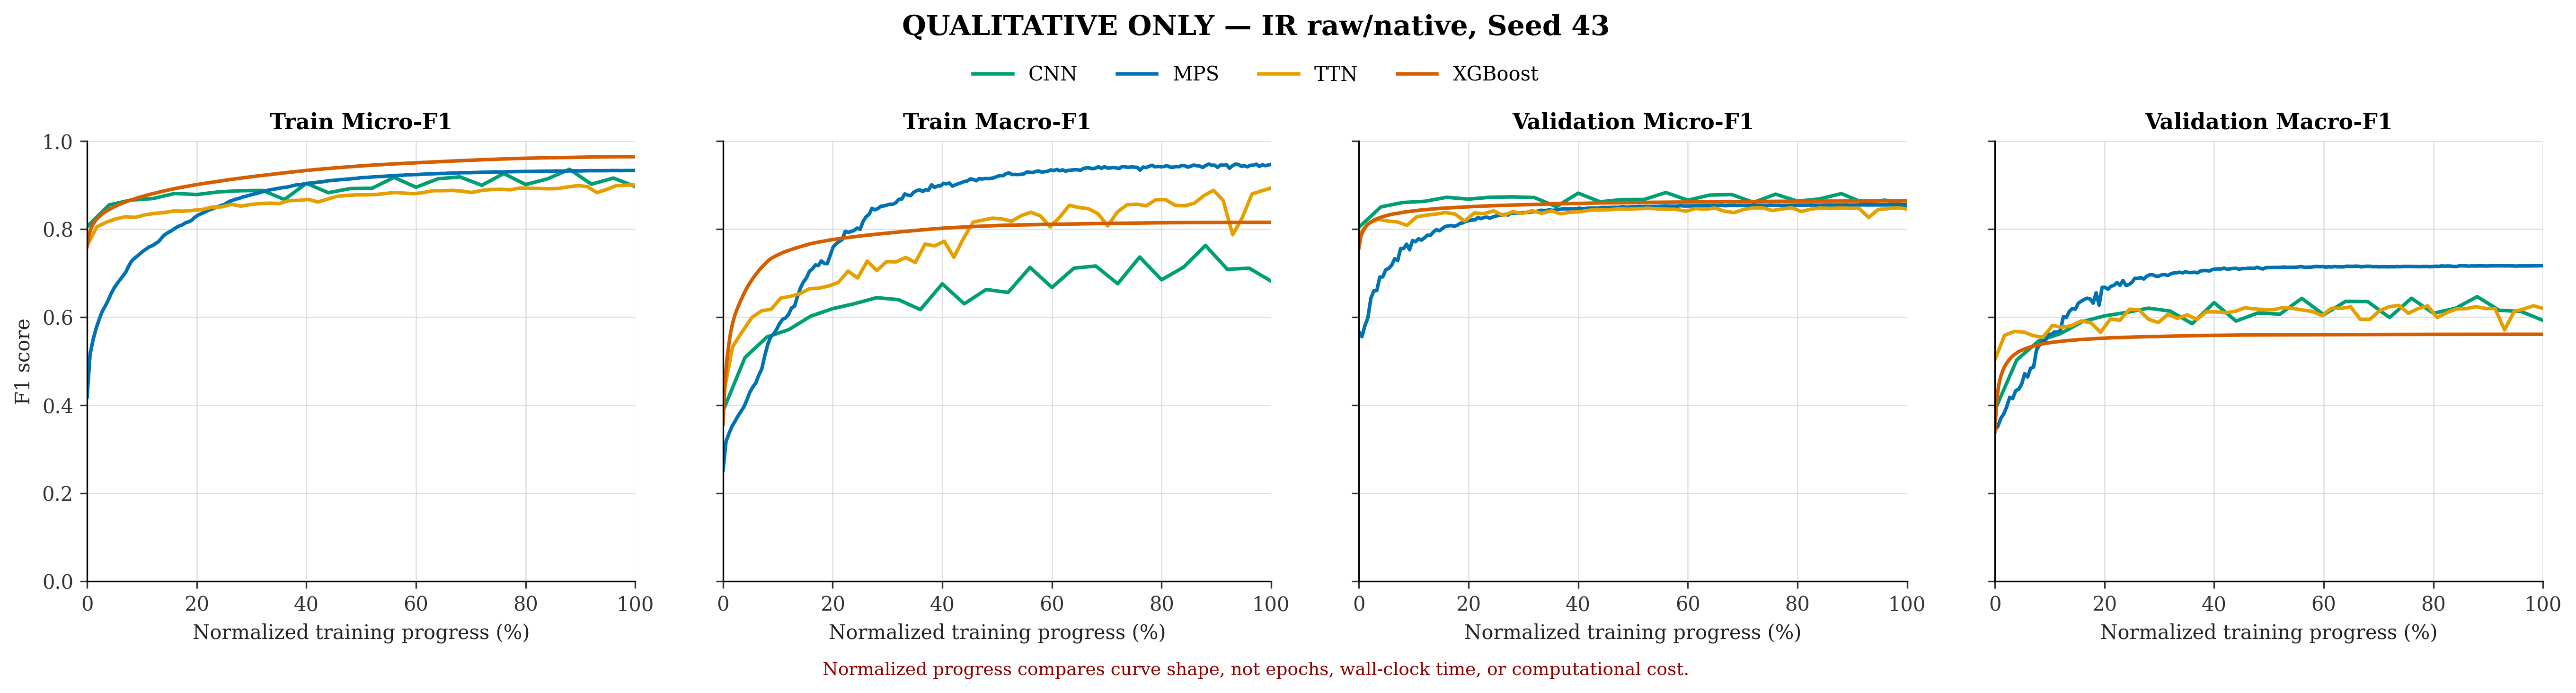 QUALITATIVE ONLY — IR raw/native, Seed 43
CNN MPS TTN XGBoost
Train Micro-F1 Train Macro-F1 Validation Micro-F1 Validation Macro-F1
F1 score
1.0
0.8
0.6
0.4
0.2
0.0
0 20 40 60 80 100 0 20 40 60 80 100 0 20 40 60 80 100 0 20 40 60 80 100
Normalized training progress (%) Normalized training progress (%) Normalized training progress (%) Normalized training progress (%)
Normalized progress compares curve shape, not epochs, wall-clock time, or computational cost.